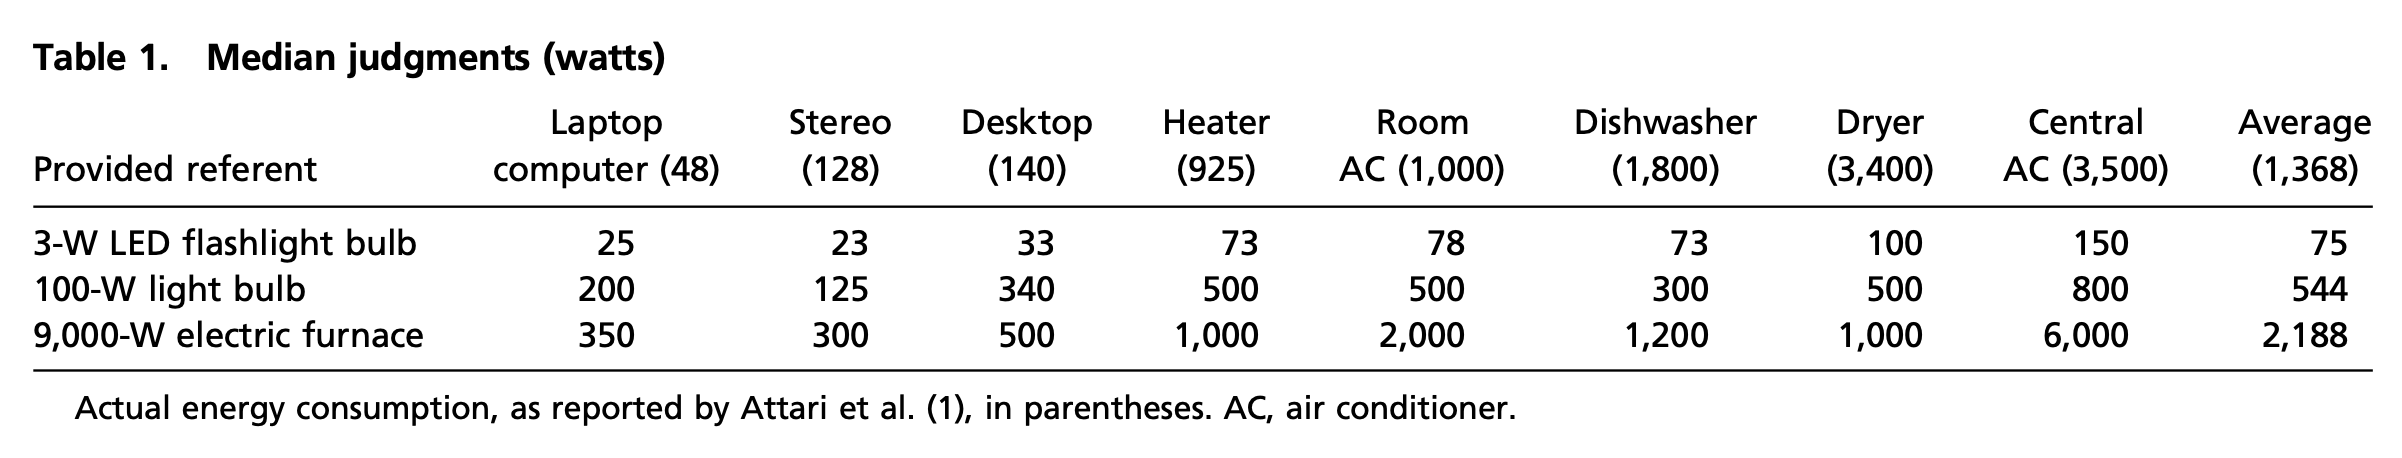 Table 1. Median judgments (watts)
Laptop Stereo Desktop Heater Room Dishwasher Dryer Central Average
Provided referent computer (48) (128) (140) (925) AC (1,000) (1,800) (3,400) AC (3,500) (1,368)
3-W LED flashlight bulb 25 23 33 73 78 73 100 150 75
100-W light bulb 200 125 340 500 500 300 500 800 544
9,000-W electric furnace 350 300 500 1,000 2,000 1,200 1,000 6,000 2,188
Actual energy consumption, as reported by Attari et al. (1), in parentheses. AC, air conditioner.